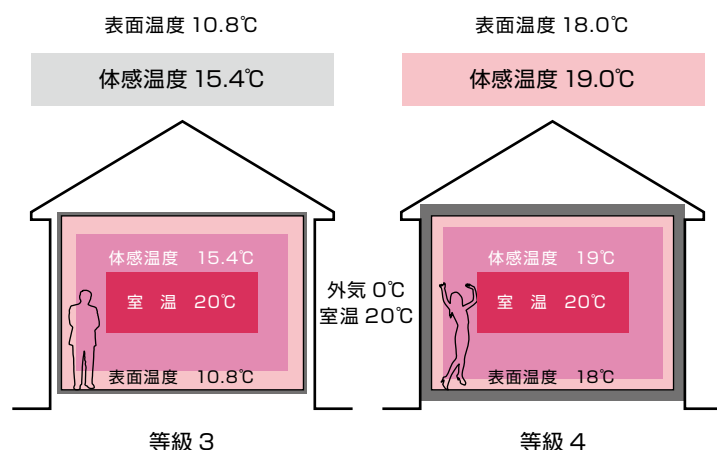 表面温度 10.8℃
体感温度 15.4℃
体感温度 15.4℃
室 温 20℃
表面温度 10.8℃
等級 3
外気 0℃
室温 20℃
表面温度 18.0℃
体感温度 19.0℃
体感温度 19℃
室 温 20℃
表面温度 18℃
等級 4